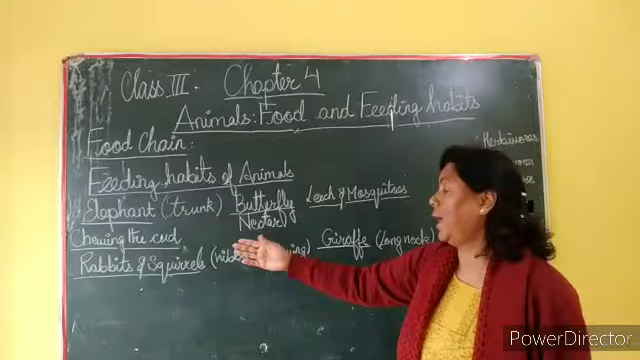 Class III. Chapter 4
Animals: Food and Feeding habits
Food Chain:
Herbivores
Feeding habits of Animals
Elephant (trunk) Butterfly Leech & Mosquitoes
Nectar)
Chewing the cud
Rabbits & Squirrels Giraffe (Long neck)
PowerDirector